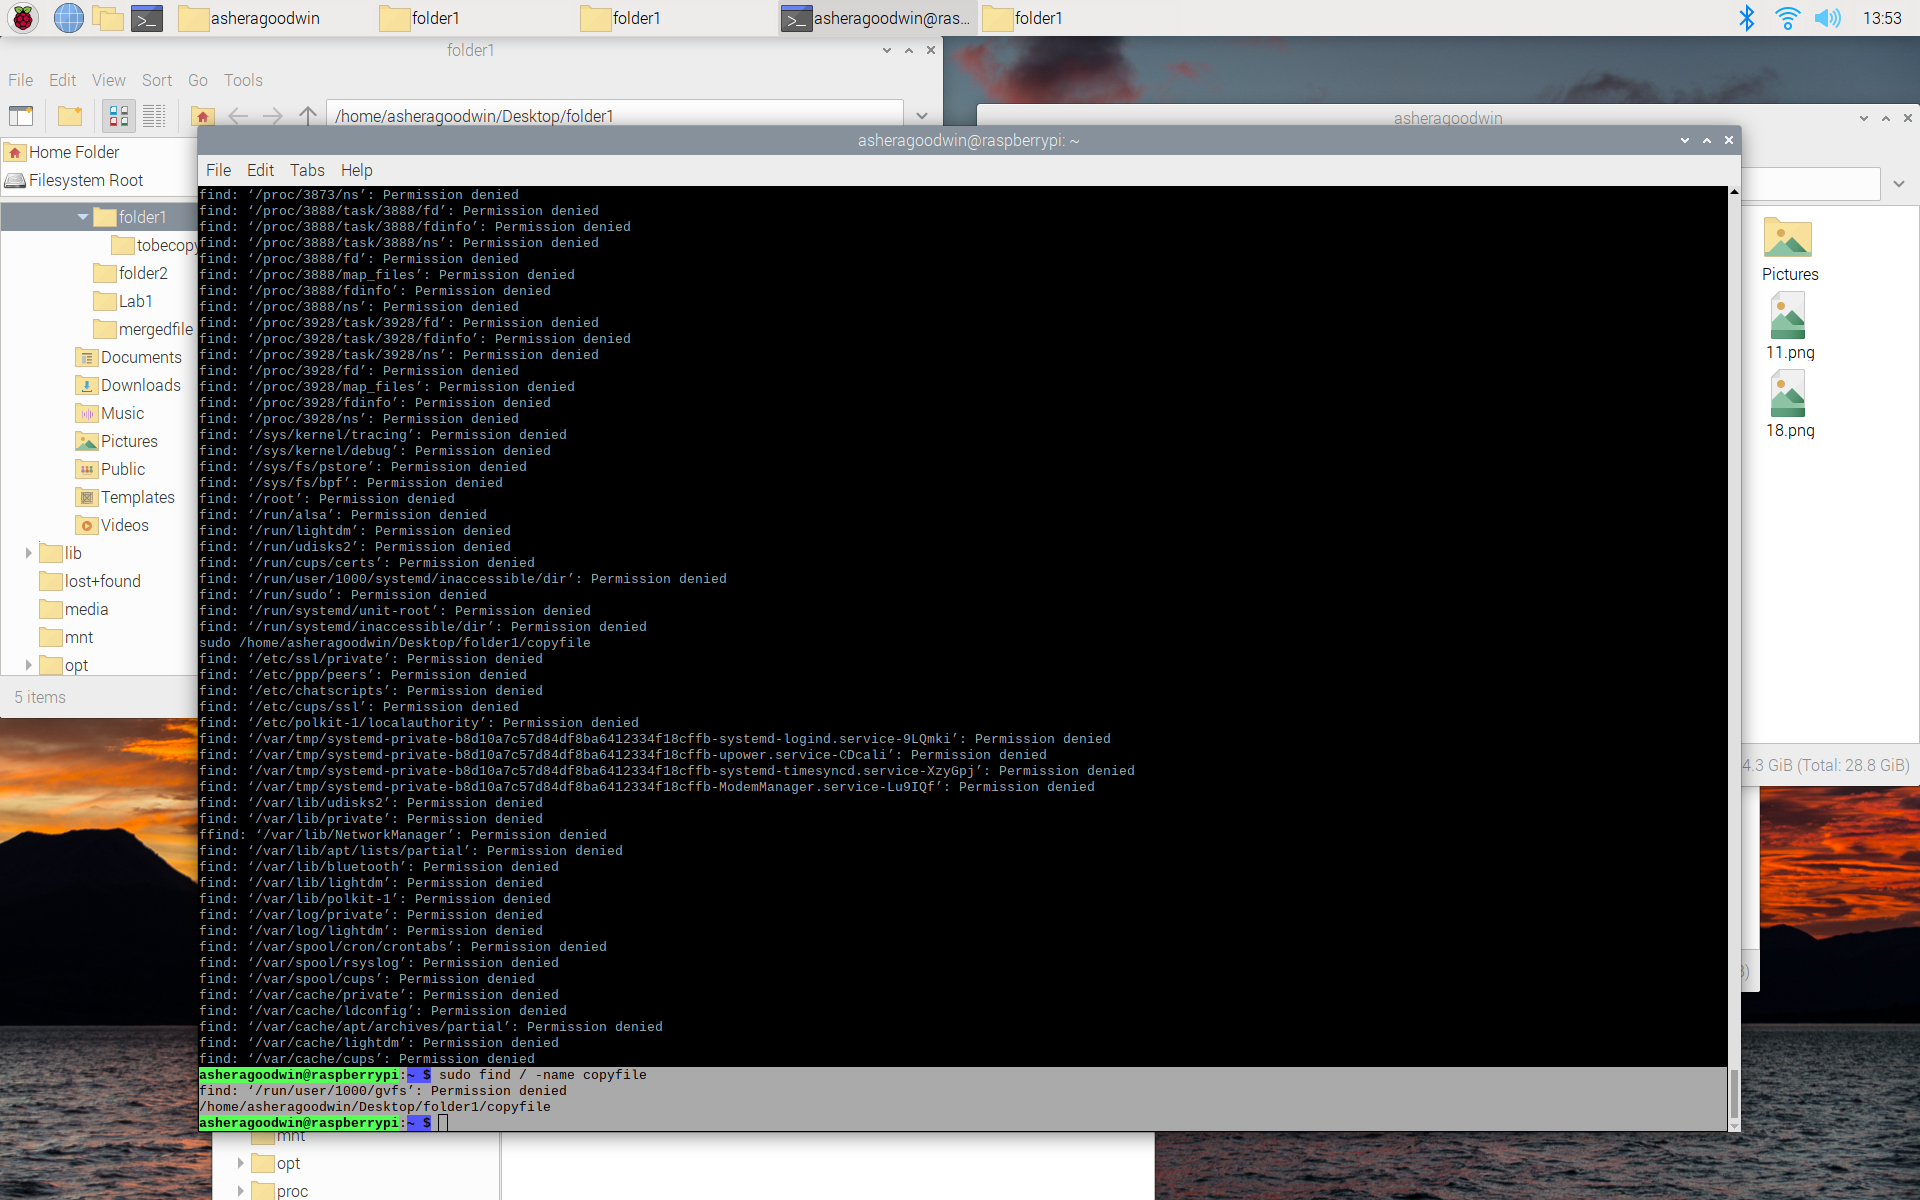 asheragoodwin
folder1
folder1
asheragoodwin@ras...
folder1
13:53
folder1
File Edit View Sort Go Tools
/home/asheragoodwin/Desktop/folder1
Home Folder
Filesystem Root
folder1
tobecopy
folder2
Lab1
mergedfile
Documents
Downloads
Music
Pictures
Public
Templates
Videos
lib
lost+found
media
mnt
opt
5 items
asheragoodwin
Pictures
11.png
18.png
4.3 GiB (Total: 28.8 GiB)
asheragoodwin@raspberrypi: ~
File Edit Tabs Help
find: ‘/proc/3873/ns’: Permission denied
find: ‘/proc/3888/task/3888/fd’: Permission denied
find: ‘/proc/3888/task/3888/fdinfo’: Permission denied
find: ‘/proc/3888/task/3888/ns’: Permission denied
find: ‘/proc/3888/fd’: Permission denied
find: ‘/proc/3888/map_files’: Permission denied
find: ‘/proc/3888/fdinfo’: Permission denied
find: ‘/proc/3888/ns’: Permission denied
find: ‘/proc/3928/task/3928/fd’: Permission denied
find: ‘/proc/3928/task/3928/fdinfo’: Permission denied
find: ‘/proc/3928/task/3928/ns’: Permission denied
find: ‘/proc/3928/fd’: Permission denied
find: ‘/proc/3928/map_files’: Permission denied
find: ‘/proc/3928/fdinfo’: Permission denied
find: ‘/proc/3928/ns’: Permission denied
find: ‘/sys/kernel/tracing’: Permission denied
find: ‘/sys/kernel/debug’: Permission denied
find: ‘/sys/fs/pstore’: Permission denied
find: ‘/sys/fs/bpf’: Permission denied
find: ‘/root’: Permission denied
find: ‘/run/alsa’: Permission denied
find: ‘/run/lightdm’: Permission denied
find: ‘/run/udisks2’: Permission denied
find: ‘/run/cups/certs’: Permission denied
find: ‘/run/user/1000/systemd/inaccessible/dir’: Permission denied
find: ‘/run/sudo’: Permission denied
find: ‘/run/systemd/unit-root’: Permission denied
find: ‘/run/systemd/inaccessible/dir’: Permission denied
sudo /home/asheragoodwin/Desktop/folder1/copyfile
find: ‘/etc/ssl/private’: Permission denied
find: ‘/etc/ppp/peers’: Permission denied
find: ‘/etc/chatscripts’: Permission denied
find: ‘/etc/cups/ssl’: Permission denied
find: ‘/etc/polkit-1/localauthority’: Permission denied
find: ‘/var/tmp/systemd-private-b8d10a7c57d84df8ba6412334f18cffb-systemd-logind.service-9LQmki’: Permission denied
find: ‘/var/tmp/systemd-private-b8d10a7c57d84df8ba6412334f18cffb-upower.service-CDcali’: Permission denied
find: ‘/var/tmp/systemd-private-b8d10a7c57d84df8ba6412334f18cffb-systemd-timesyncd.service-XzyGpj’: Permission denied
find: ‘/var/tmp/systemd-private-b8d10a7c57d84df8ba6412334f18cffb-ModemManager.service-Lu9IQf’: Permission denied
find: ‘/var/lib/udisks2’: Permission denied
find: ‘/var/lib/private’: Permission denied
ffind: ‘/var/lib/NetworkManager’: Permission denied
find: ‘/var/lib/apt/lists/partial’: Permission denied
find: ‘/var/lib/bluetooth’: Permission denied
find: ‘/var/lib/lightdm’: Permission denied
find: ‘/var/lib/polkit-1’: Permission denied
find: ‘/var/log/private’: Permission denied
find: ‘/var/log/lightdm’: Permission denied
find: ‘/var/spool/cron/crontabs’: Permission denied
find: ‘/var/spool/rsyslog’: Permission denied
find: ‘/var/spool/cups’: Permission denied
find: ‘/var/cache/private’: Permission denied
find: ‘/var/cache/ldconfig’: Permission denied
find: ‘/var/cache/apt/archives/partial’: Permission denied
find: ‘/var/cache/lightdm’: Permission denied
find: ‘/var/cache/cups’: Permission denied
asheragoodwin@raspberrypi:~ $ sudo find / -name copyfile
find: ‘/run/user/1000/gvfs’: Permission denied
/home/asheragoodwin/Desktop/folder1/copyfile
asheragoodwin@raspberrypi:~ $
mnt
opt
proc